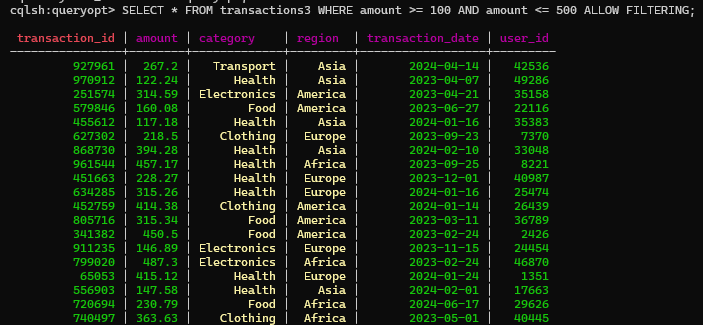 cqlsh:queryopt> SELECT * FROM transactions3 WHERE amount >= 100 AND amount <= 500 ALLOW FILTERING;
transaction_id | amount | category | region | transaction_date | user_id
927961 | 267.2 | Transport | Asia | 2024-04-14 | 42536
970912 | 122.24 | Health | Asia | 2023-04-07 | 49286
251574 | 314.59 | Electronics | America | 2023-04-21 | 35158
579846 | 160.08 | Food | America | 2023-06-27 | 22116
455612 | 117.18 | Health | Asia | 2024-01-16 | 35383
627302 | 218.5 | Clothing | Europe | 2023-09-23 | 7370
868730 | 394.28 | Health | Asia | 2024-02-10 | 33048
961544 | 457.17 | Health | Africa | 2023-09-25 | 8221
451663 | 228.27 | Health | Europe | 2023-12-01 | 40987
634285 | 315.26 | Health | Europe | 2024-01-16 | 25474
452759 | 414.38 | Clothing | America | 2024-01-14 | 26439
805716 | 315.34 | Food | America | 2023-03-11 | 36789
341382 | 450.5 | Food | America | 2023-02-24 | 2426
911235 | 146.89 | Electronics | Europe | 2023-11-15 | 24454
799020 | 487.3 | Electronics | Africa | 2023-02-24 | 46870
65053 | 415.12 | Health | Europe | 2024-01-24 | 1351
556903 | 147.58 | Health | Asia | 2024-02-01 | 17663
720694 | 230.79 | Food | Africa | 2024-06-17 | 29626
740497 | 363.63 | Clothing | Africa | 2023-05-01 | 40445